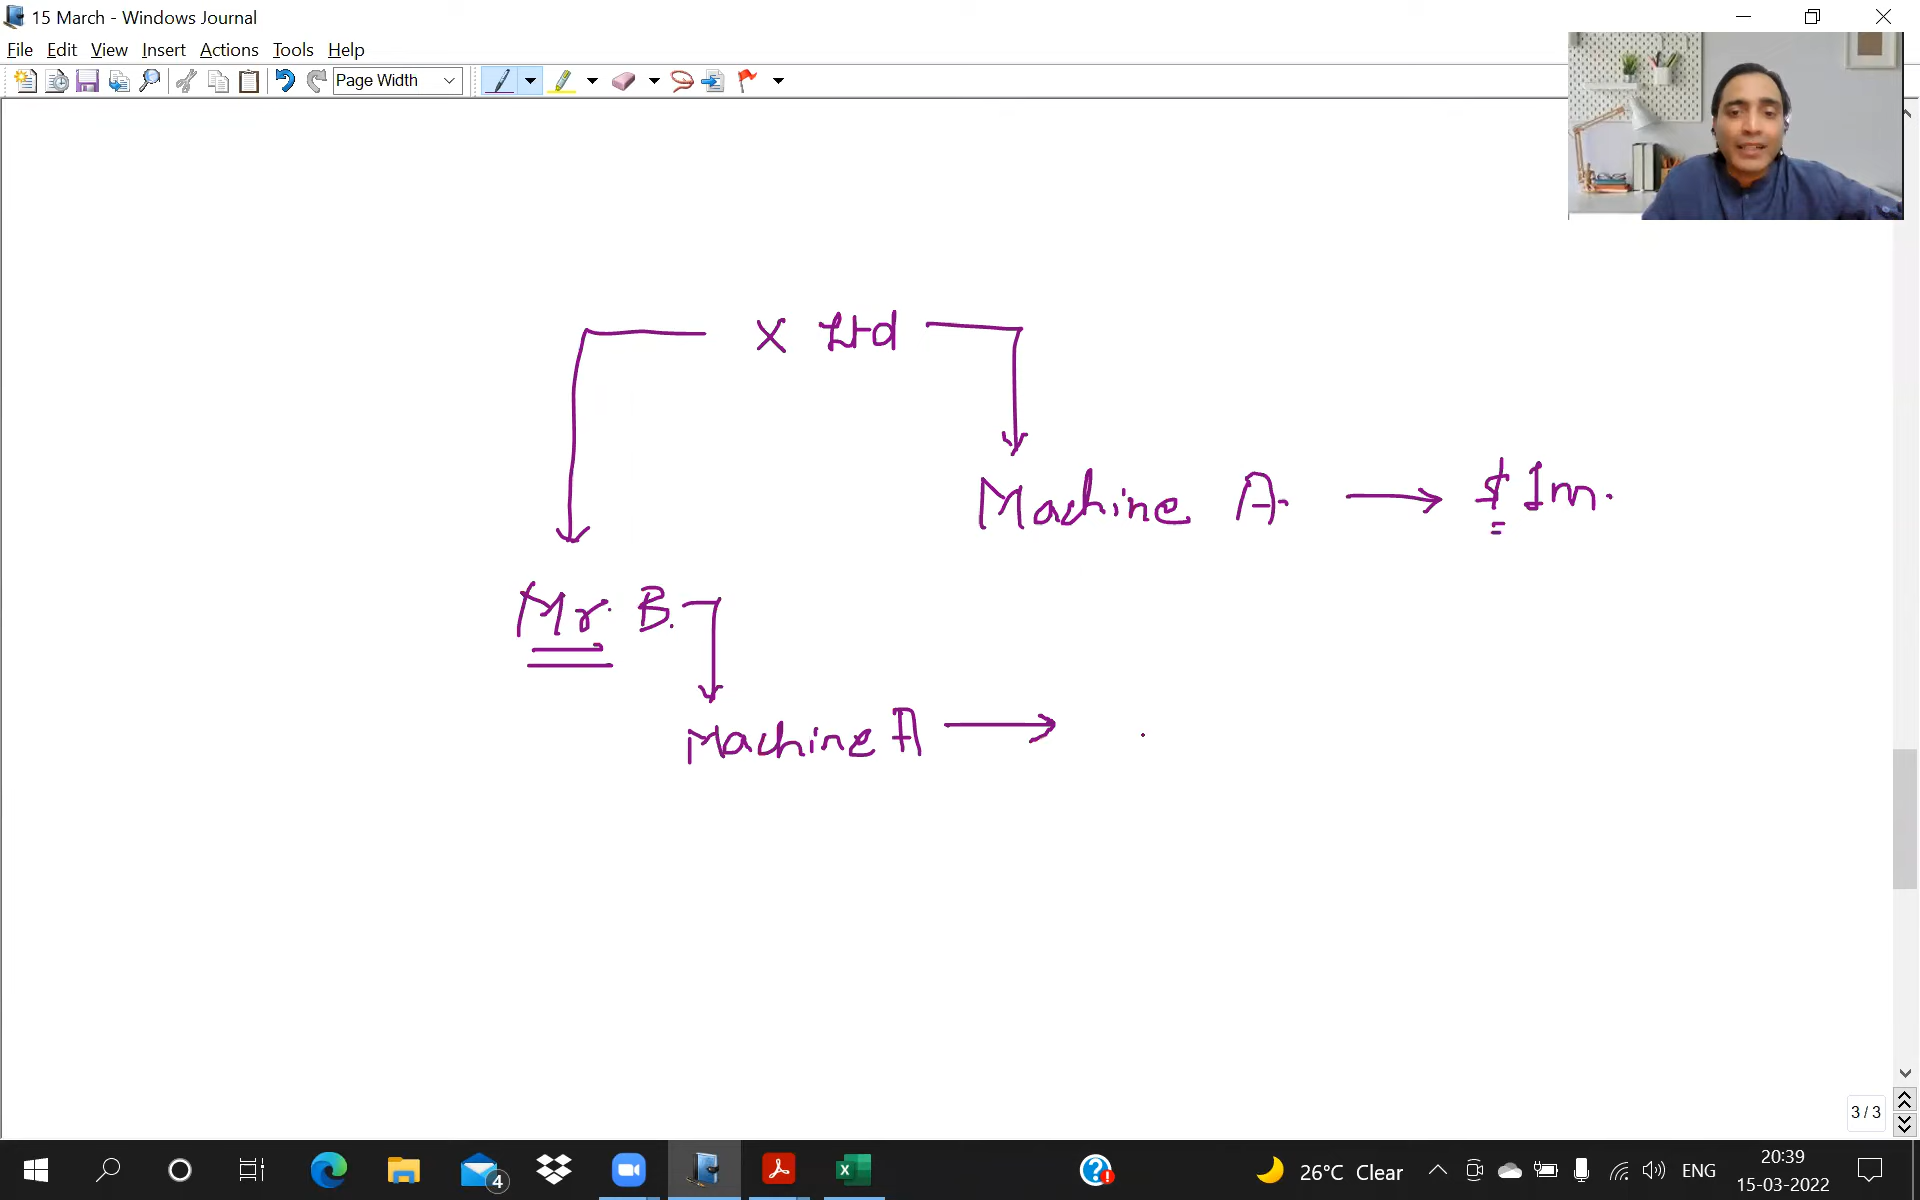 15 March - Windows Journal
File Edit View Insert Actions Tools Help
Page Width
X Ltd
Machine A. → $ 1m.
Mr. B.
Machine A →
3 / 3
4
26°C Clear
ENG
20:39
15-03-2022